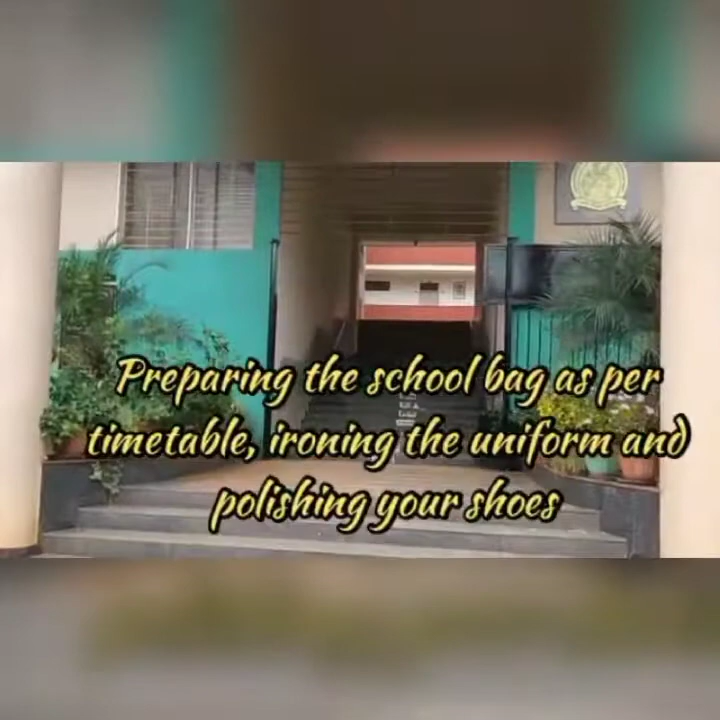 Preparing the school bag as per
timetable, ironing the uniform and
polishing your shoes